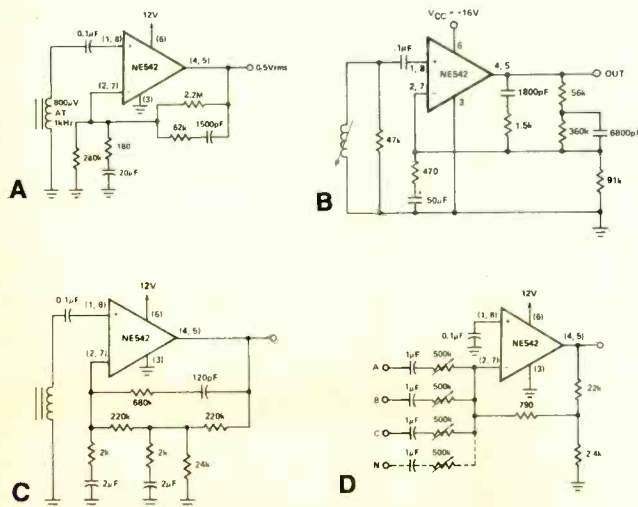 12V
0.1µF
(1, 8)
(6)
+
NE542
(4, 5)
0.5Vrms
−
(2, 7)
(3)
2.2M
800µV
AT
1kHz
62k
1500pF
240k
180
20µF
A
VCC = +16V
.1µF
6
1, 8
+
NE542
4, 5
OUT
2, 7
−
3
1800pF
56k
47k
1.5k
360k
6800pF
470
50µF
91k
B
12V
0.1µF
(1, 8)
(6)
+
NE542
(4, 5)
(2, 7)
−
(3)
120pF
680k
220k
220k
2k
2k
24k
2µF
2µF
C
12V
(1, 8)
(6)
+
0.1µF
NE542
(4, 5)
1µF
500k
A
(2, 7)
−
(3)
1µF
500k
B
22k
790
1µF
500k
C
1µF
500k
N
2.4k
D